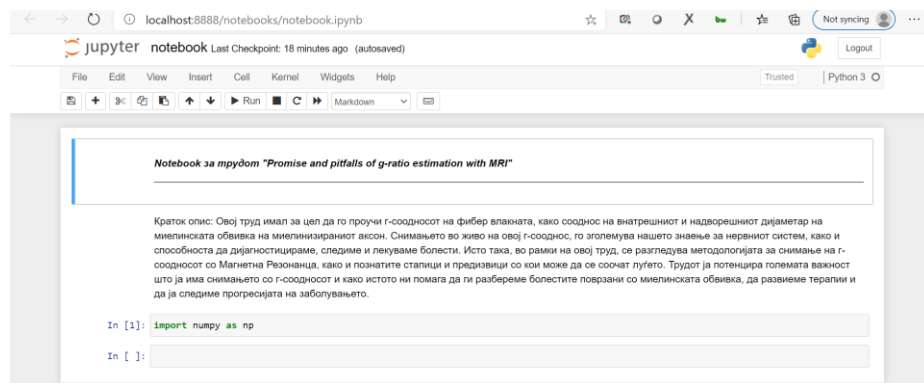 localhost:8888/notebooks/notebook.ipynb
Not syncing
jupyter notebook Last Checkpoint: 18 minutes ago (autosaved)
Logout
File Edit View Insert Cell Kernel Widgets Help
Trusted Python 3
Run Markdown
Notebook за трудот "Promise and pitfalls of g-ratio estimation with MRI"
Краток опис: Овој труд имал за цел да го проучи г-соодносот на фибер влакната, како сооднос на внатрешниот и надворешниот дијаметар на
миелинската обвивка на миелинизираниот аксон. Снимањето во живо на овој г-сооднос, го зголемува нашето знаење за нервниот систем, како и
способноста да дијагностицираме, следиме и лекуваме болести. Исто така, во рамки на овој труд, се разгледува методологијата за снимање на г-
соодносот со Магнетна Резонанца, како и познатите стапици и предизвици со кои може да се соочат луѓето. Трудот ја потенцира големата важност
што ја има снимањето со г-соодносот и како истото ни помага да ги разбереме болестите поврзани со миелинската обвивка, да развиеме терапии и
да ја следиме прогресијата на заболувањето.
In [1]: import numpy as np
In [ ]: